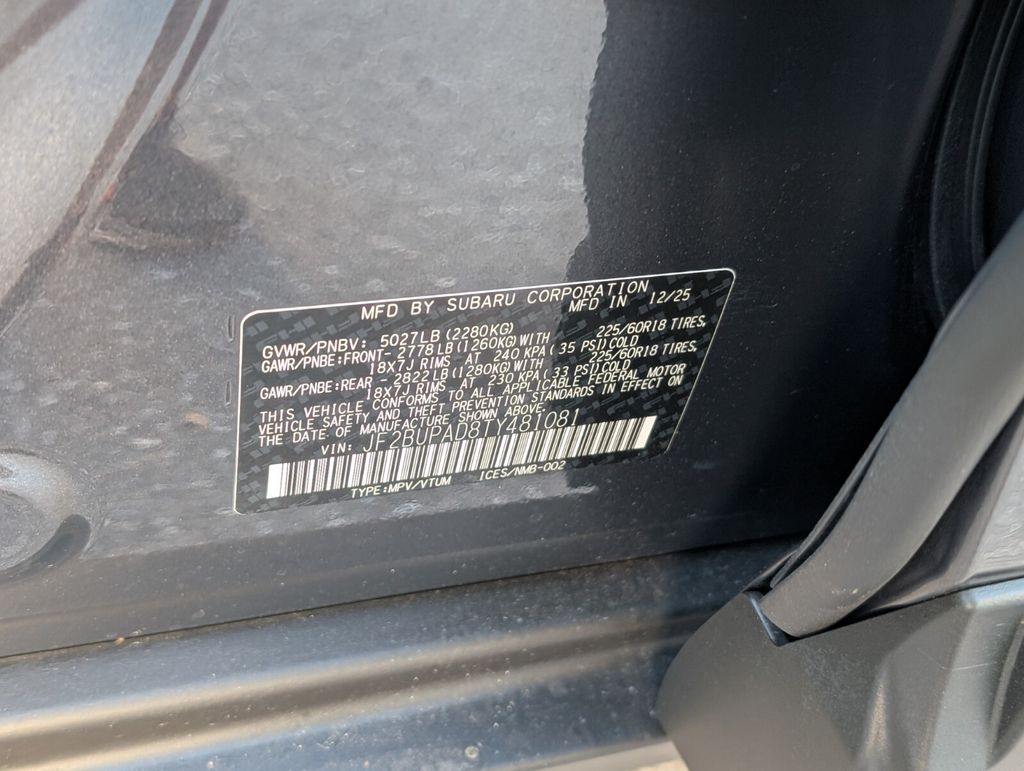 MFD BY SUBARU CORPORATION
MFD IN 12/25
GVWR/PNBV: 5027LB(2280KG)
GAWR/PNBE:FRONT- 2778LB(1260KG)WITH 225/60R18 TIRES,
18X7J RIMS AT 240 KPA(35 PSI)COLD
GAWR/PNBE:REAR - 2822LB(1280KG)WITH 225/60R18 TIRES,
18X7J RIMS AT 230 KPA(33 PSI)COLD
THIS VEHICLE CONFORMS TO ALL APPLICABLE FEDERAL MOTOR
VEHICLE SAFETY AND THEFT PREVENTION STANDARDS IN EFFECT ON
THE DATE OF MANUFACTURE SHOWN ABOVE.
VIN: JF2BUPAD8TY481081
TYPE:MPV/VTUM ICES/NMB-002